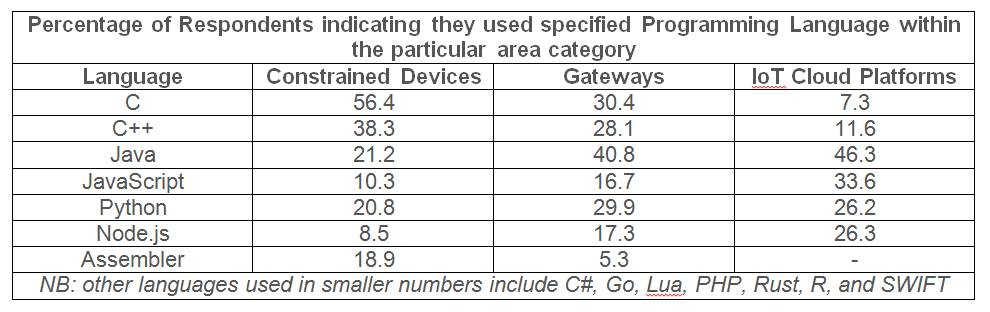 Percentage of Respondents indicating they used specified Programming Language within
the particular area category
Language Constrained Devices Gateways IoT Cloud Platforms
C 56.4 30.4 7.3
C++ 38.3 28.1 11.6
Java 21.2 40.8 46.3
JavaScript 10.3 16.7 33.6
Python 20.8 29.9 26.2
Node.js 8.5 17.3 26.3
Assembler 18.9 5.3 -
NB: other languages used in smaller numbers include C#, Go, Lua, PHP, Rust, R, and SWIFT